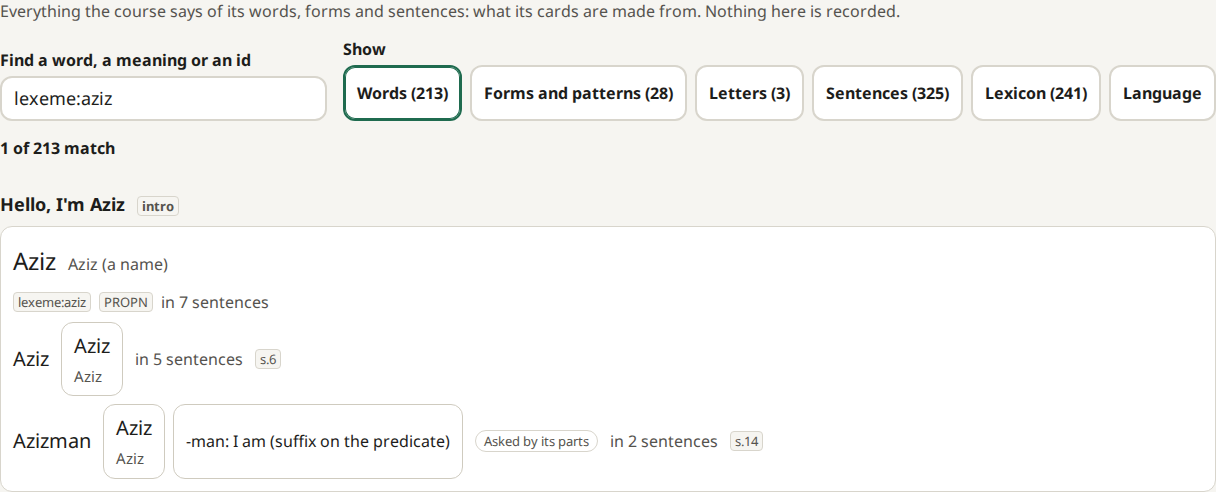 Everything the course says of its words, forms and sentences: what its cards are made from. Nothing here is recorded.
Find a word, a meaning or an id
lexeme:aziz
Show
Words (213) Forms and patterns (28) Letters (3) Sentences (325) Lexicon (241) Language
1 of 213 match
Hello, I'm Aziz intro
Aziz Aziz (a name)
lexeme:aziz PROPN in 7 sentences
Aziz Aziz in 5 sentences s.6
Aziz
Azizman Aziz -man: I am (suffix on the predicate) Asked by its parts in 2 sentences s.14
Aziz